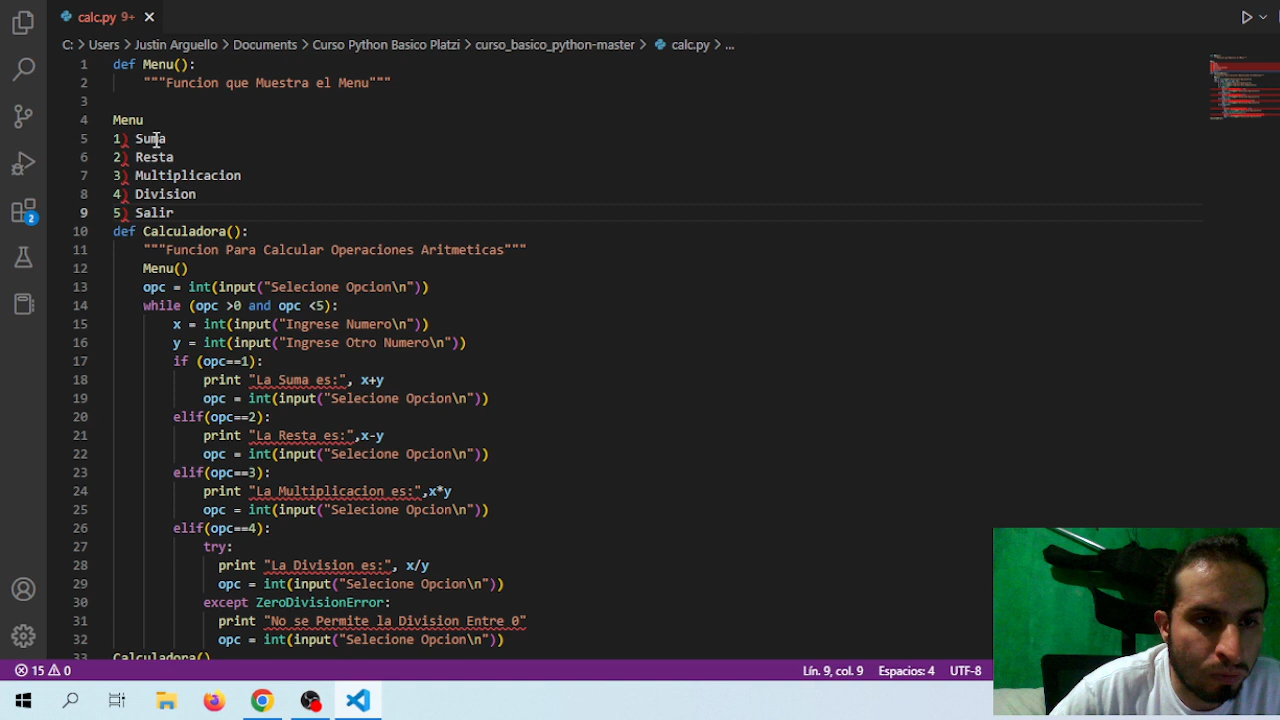 calc.py 9+
C: > Users > Justin Arguello > Documents > Curso Python Basico Platzi > curso_basico_python-master > calc.py > ...
1 def Menu():
2     """Funcion que Muestra el Menu"""
3
4 Menu
5 1) Suma
6 2) Resta
7 3) Multiplicacion
8 4) Division
9 5) Salir
10 def Calculadora():
11     """Funcion Para Calcular Operaciones Aritmeticas"""
12     Menu()
13     opc = int(input("Selecione Opcion\n"))
14     while (opc >0 and opc <5):
15         x = int(input("Ingrese Numero\n"))
16         y = int(input("Ingrese Otro Numero\n"))
17         if (opc==1):
18             print "La Suma es:", x+y
19             opc = int(input("Selecione Opcion\n"))
20         elif(opc==2):
21             print "La Resta es:",x-y
22             opc = int(input("Selecione Opcion\n"))
23         elif(opc==3):
24             print "La Multiplicacion es:",x*y
25             opc = int(input("Selecione Opcion\n"))
26         elif(opc==4):
27             try:
28               print "La Division es:", x/y
29               opc = int(input("Selecione Opcion\n"))
30             except ZeroDivisionError:
31               print "No se Permite la Division Entre 0"
32               opc = int(input("Selecione Opcion\n"))
33 Calculadora()
2
15 0 Lín. 9, col. 9 Espacios: 4 UTF-8